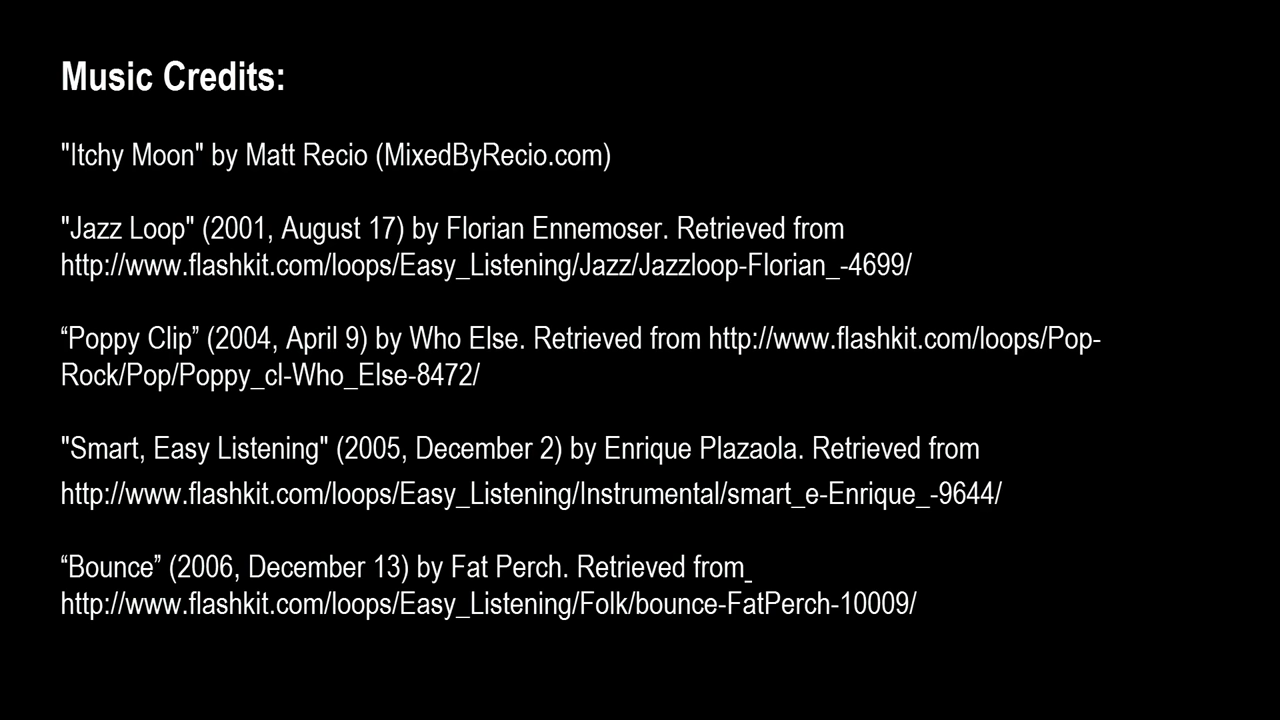 Music Credits:
"Itchy Moon" by Matt Recio (MixedByRecio.com)
"Jazz Loop" (2001, August 17) by Florian Ennemoser. Retrieved from
http://www.flashkit.com/loops/Easy_Listening/Jazz/Jazzloop-Florian_-4699/
“Poppy Clip” (2004, April 9) by Who Else. Retrieved from http://www.flashkit.com/loops/Pop-
Rock/Pop/Poppy_cl-Who_Else-8472/
"Smart, Easy Listening" (2005, December 2) by Enrique Plazaola. Retrieved from
http://www.flashkit.com/loops/Easy_Listening/Instrumental/smart_e-Enrique_-9644/
“Bounce” (2006, December 13) by Fat Perch. Retrieved from
http://www.flashkit.com/loops/Easy_Listening/Folk/bounce-FatPerch-10009/